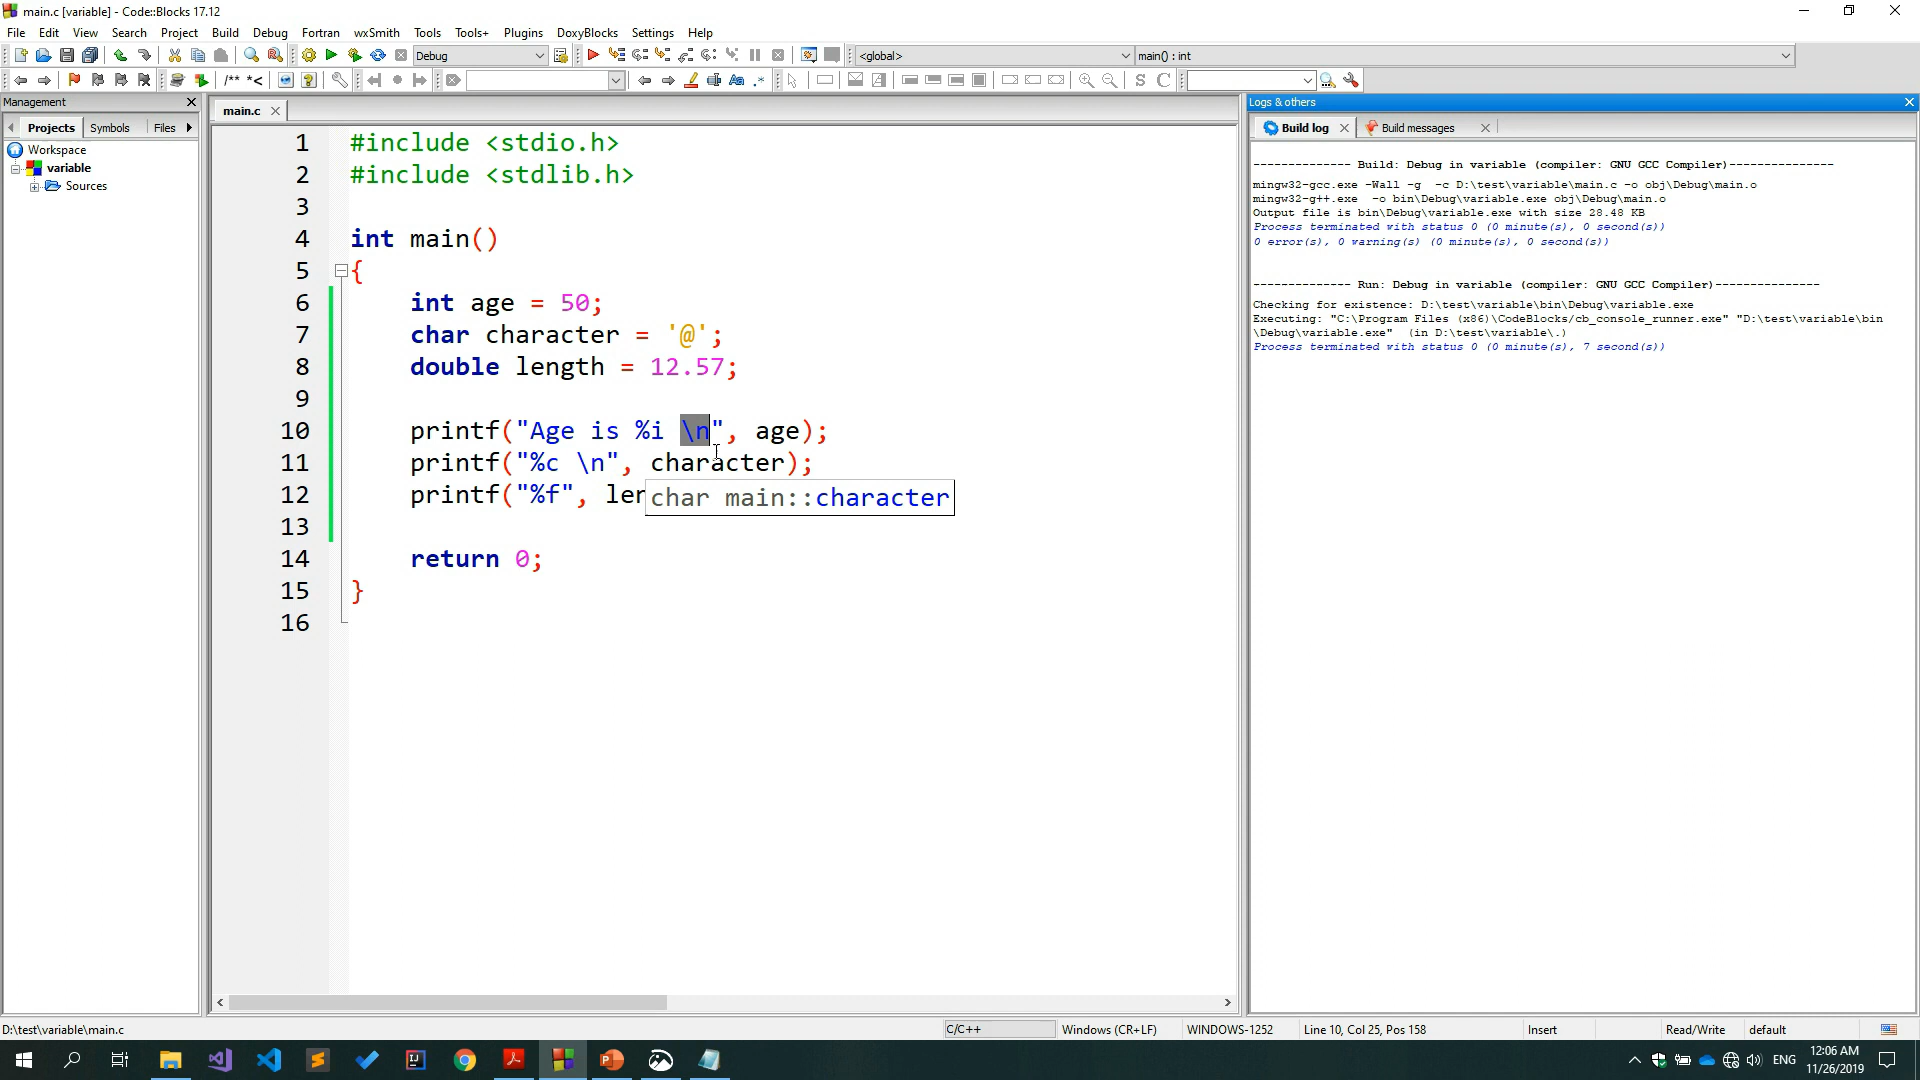 main.c [variable] - Code::Blocks 17.12
File Edit View Search Project Build Debug Fortran wxSmith Tools Tools+ Plugins DoxyBlocks Settings Help
Debug <global> main() : int
/** *< Aa .* S C
Management
Projects Symbols Files
Workspace
variable
Sources
main.c
1 #include <stdio.h>
2 #include <stdlib.h>
3
4 int main()
5 {
6 int age = 50;
7 char character = '@';
8 double length = 12.57;
9
10 printf("Age is %i \n", age);
11 printf("%c \n", character);
12 printf("%f", len
char main::character
13
14 return 0;
15 }
16
Logs & others
Build log Build messages
-------------- Build: Debug in variable (compiler: GNU GCC Compiler)---------------
mingw32-gcc.exe -Wall -g  -c D:\test\variable\main.c -o obj\Debug\main.o
mingw32-g++.exe  -o bin\Debug\variable.exe obj\Debug\main.o
Output file is bin\Debug\variable.exe with size 28.48 KB
Process terminated with status 0 (0 minute(s), 0 second(s))
0 error(s), 0 warning(s) (0 minute(s), 0 second(s))
-------------- Run: Debug in variable (compiler: GNU GCC Compiler)---------------
Checking for existence: D:\test\variable\bin\Debug\variable.exe
Executing: "C:\Program Files (x86)\CodeBlocks/cb_console_runner.exe" "D:\test\variable\bin
\Debug\variable.exe"  (in D:\test\variable\.)
Process terminated with status 0 (0 minute(s), 7 second(s))
D:\test\variable\main.c C/C++ Windows (CR+LF) WINDOWS-1252 Line 10, Col 25, Pos 158 Insert Read/Write default
ENG
12:06 AM
11/26/2019